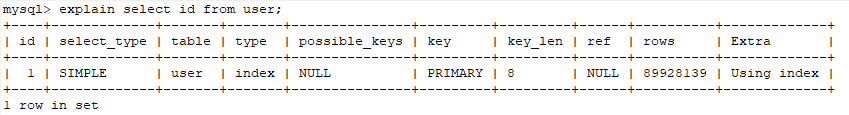 mysql> explain select id from user;
+----+-------------+-------+-------+---------------+---------+---------+------+----------+-------------+
| id | select_type | table | type | possible_keys | key | key_len | ref | rows | Extra |
+----+-------------+-------+-------+---------------+---------+---------+------+----------+-------------+
| 1 | SIMPLE | user | index | NULL | PRIMARY | 8 | NULL | 89928139 | Using index |
+----+-------------+-------+-------+---------------+---------+---------+------+----------+-------------+
1 row in set